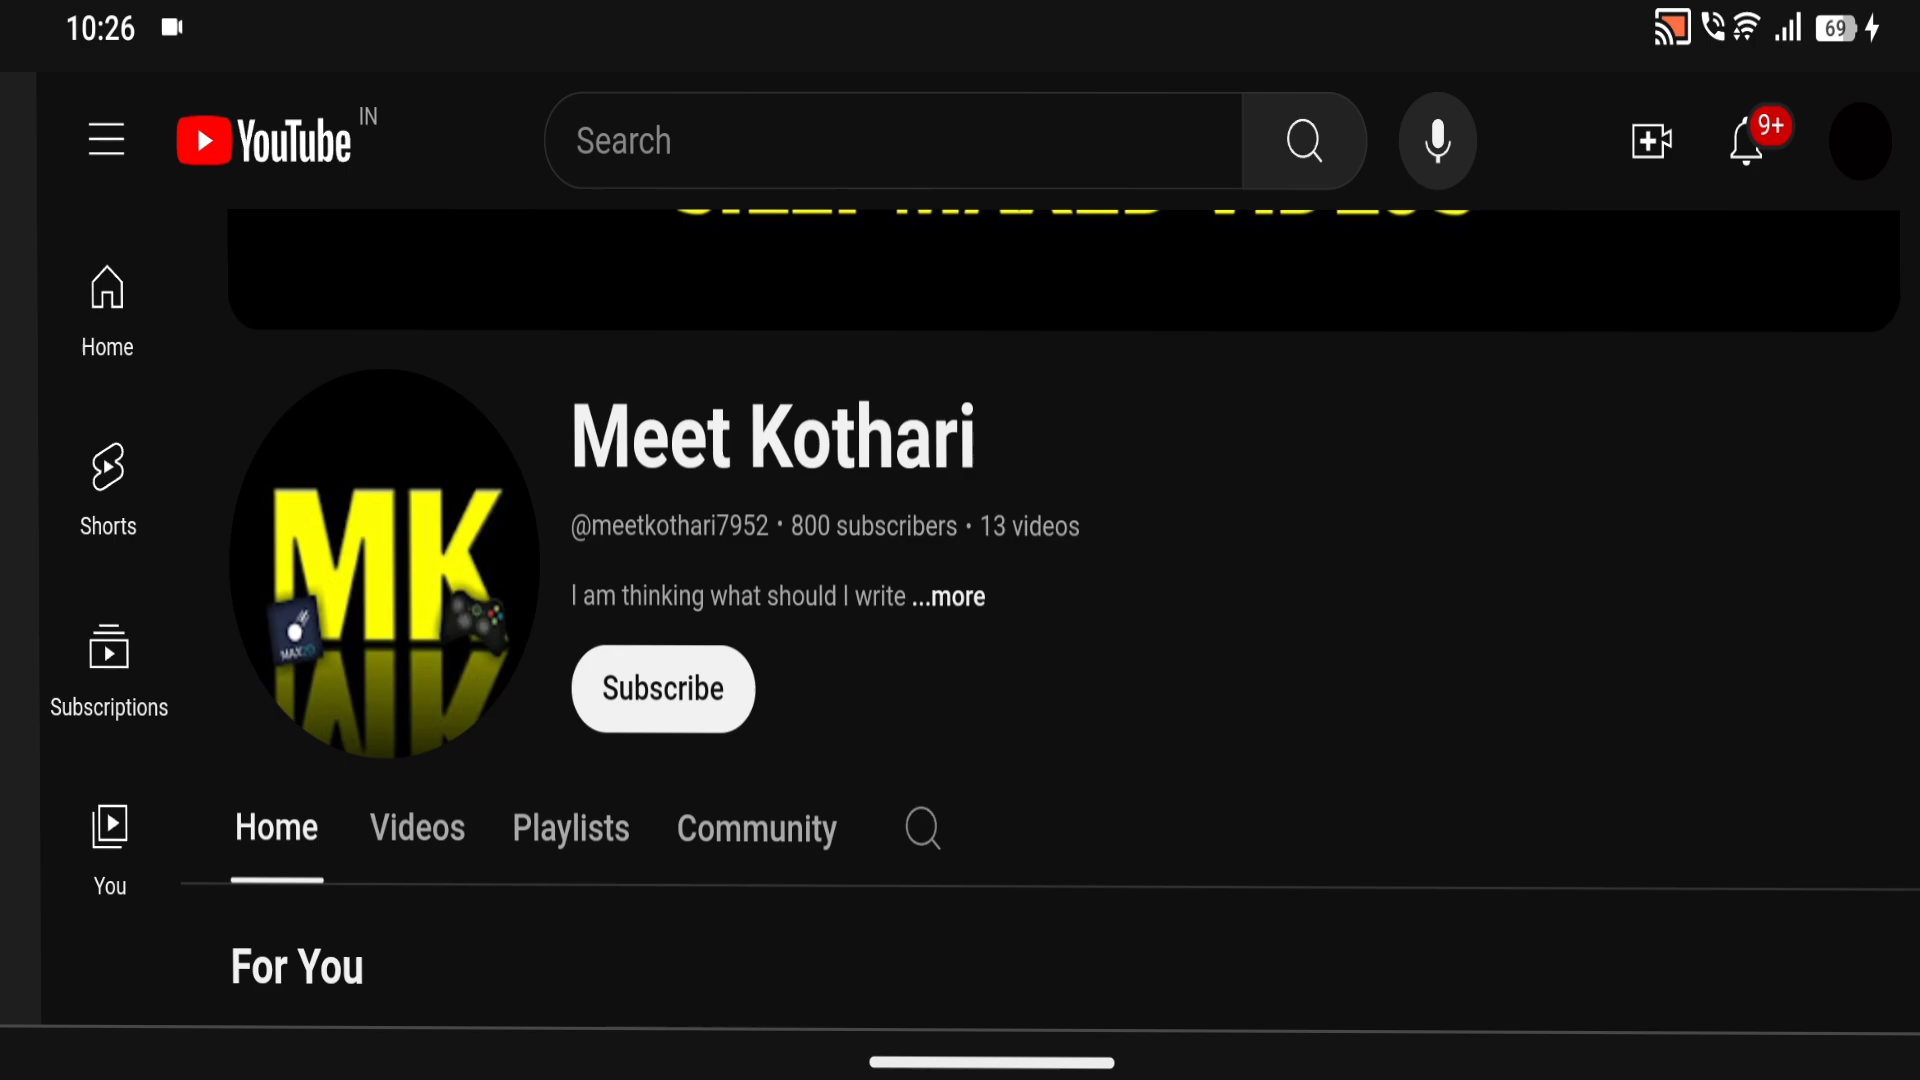 10:26
69
YouTube IN
Search
9+
Home
Shorts
Subscriptions
You
MK
MAX2D
Meet Kothari
@meetkothari7952 • 800 subscribers • 13 videos
I am thinking what should I write ...more
Subscribe
Home Videos Playlists Community
For You